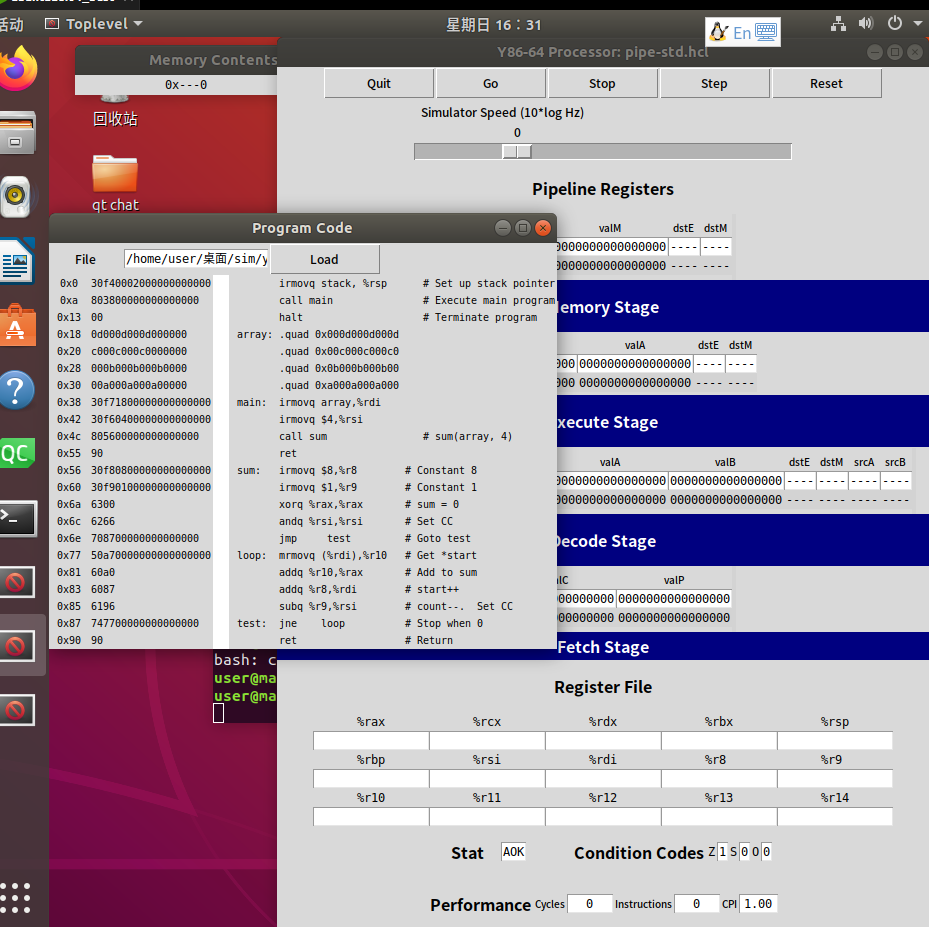 活动 Toplevel 星期日 16：31
En
Memory Contents
0x---0
回收站
qt chat
Y86-64 Processor: pipe-std.hcl
Quit Go Stop Step Reset
Simulator Speed (10*log Hz)
0
Pipeline Registers
valM dstE dstM
0000000000000000 ---- ----
0000000000000000 ---- ----
emory Stage
valA dstE dstM
000 0000000000000000 ---- ----
000 0000000000000000 ---- ----
xecute Stage
valA valB dstE dstM srcA srcB
0000000000000000 0000000000000000 ---- ---- ---- ----
0000000000000000 0000000000000000 ---- ---- ---- ----
Decode Stage
alC valP
00000000 0000000000000000
00000000 0000000000000000
Fetch Stage
Program Code
File /home/user/桌面/sim/y Load
0x0 30f40002000000000000 irmovq stack, %rsp # Set up stack pointer
0xa 803800000000000000 call main # Execute main program
0x13 00 halt # Terminate program
0x18 0d000d000d000000 array: .quad 0x000d000d000d
0x20 c000c000c0000000 .quad 0x00c000c000c0
0x28 000b000b000b0000 .quad 0x0b000b000b00
0x30 00a000a000a00000 .quad 0xa000a000a000
0x38 30f71800000000000000 main: irmovq array,%rdi
0x42 30f60400000000000000 irmovq $4,%rsi
0x4c 805600000000000000 call sum # sum(array, 4)
0x55 90 ret
0x56 30f80800000000000000 sum: irmovq $8,%r8 # Constant 8
0x60 30f90100000000000000 irmovq $1,%r9 # Constant 1
0x6a 6300 xorq %rax,%rax # sum = 0
0x6c 6266 andq %rsi,%rsi # Set CC
0x6e 708700000000000000 jmp test # Goto test
0x77 50a70000000000000000 loop: mrmovq (%rdi),%r10 # Get *start
0x81 60a0 addq %r10,%rax # Add to sum
0x83 6087 addq %r8,%rdi # start++
0x85 6196 subq %r9,%rsi # count--. Set CC
0x87 747700000000000000 test: jne loop # Stop when 0
0x90 90 ret # Return
bash: c
user@ma
user@ma
Register File
%rax %rcx %rdx %rbx %rsp
%rbp %rsi %rdi %r8 %r9
%r10 %r11 %r12 %r13 %r14
Stat AOK Condition Codes Z 1 S 0 O 0
Performance Cycles 0 Instructions 0 CPI 1.00